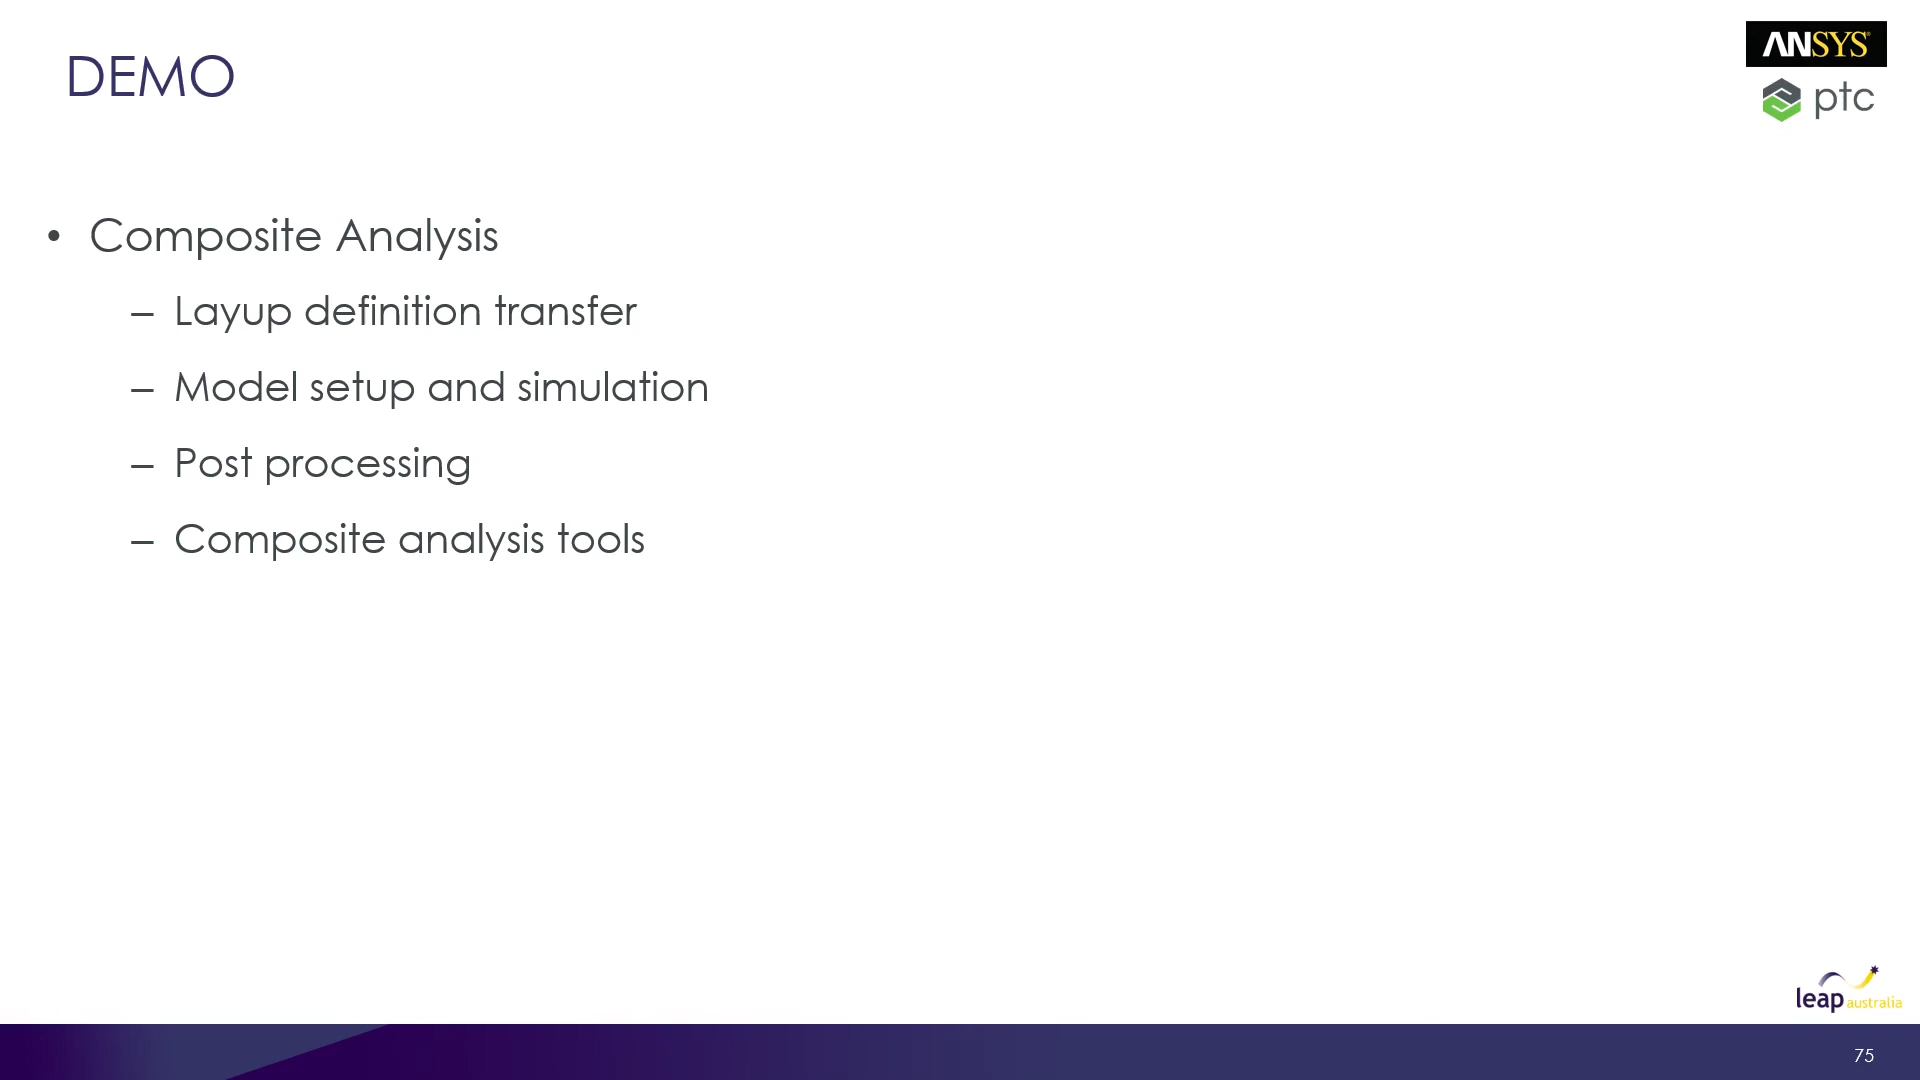 DEMO
ANSYS®
ptc
• Composite Analysis
– Layup definition transfer
– Model setup and simulation
– Post processing
– Composite analysis tools
leap australia
75